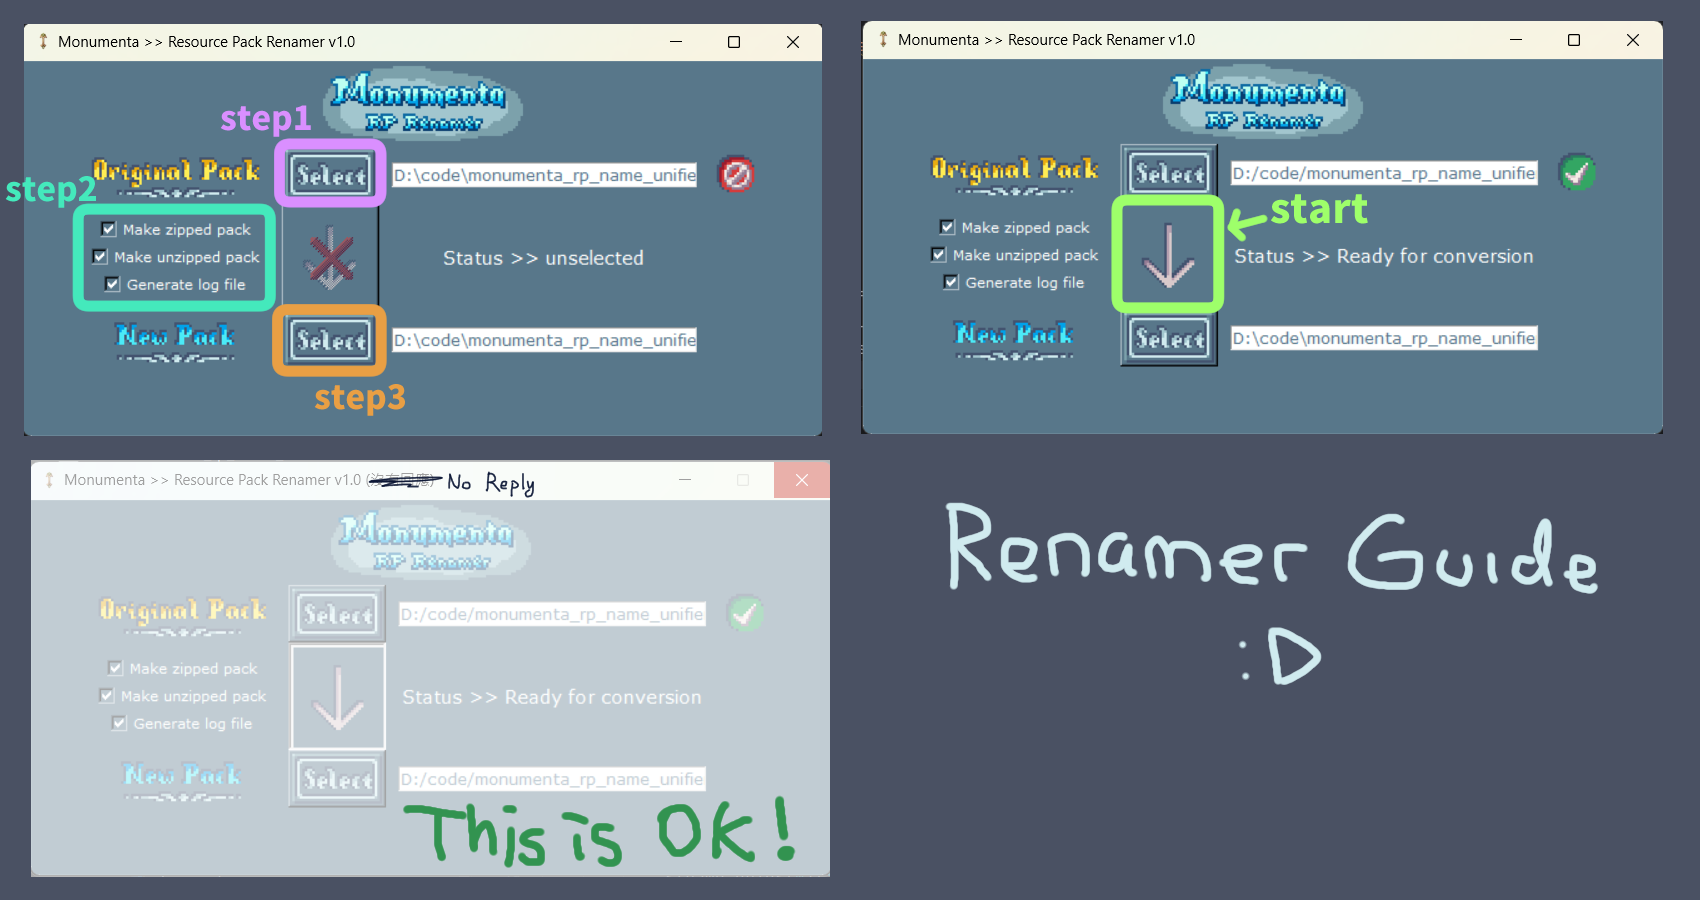 Monumenta >> Resource Pack Renamer v1.0
Monumenta
RP Renamer
step1
Original Pack
Select
D:\code\monumenta_rp_name_unifie
step2
Make zipped pack
Make unzipped pack
Generate log file
Status >> unselected
New Pack
Select
D:\code\monumenta_rp_name_unifie
step3
Monumenta >> Resource Pack Renamer v1.0
Monumenta
RP Renamer
Original Pack
Select
D:/code/monumenta_rp_name_unifie
start
Make zipped pack
Make unzipped pack
Generate log file
Status >> Ready for conversion
New Pack
Select
D:\code\monumenta_rp_name_unifie
Monumenta >> Resource Pack Renamer v1.0 (沒有回應) No Reply
Monumenta
RP Renamer
Original Pack
Select
D:/code/monumenta_rp_name_unifie
Make zipped pack
Make unzipped pack
Generate log file
Status >> Ready for conversion
New Pack
Select
D:/code/monumenta_rp_name_unifie
This is OK!
Renamer Guide
:D